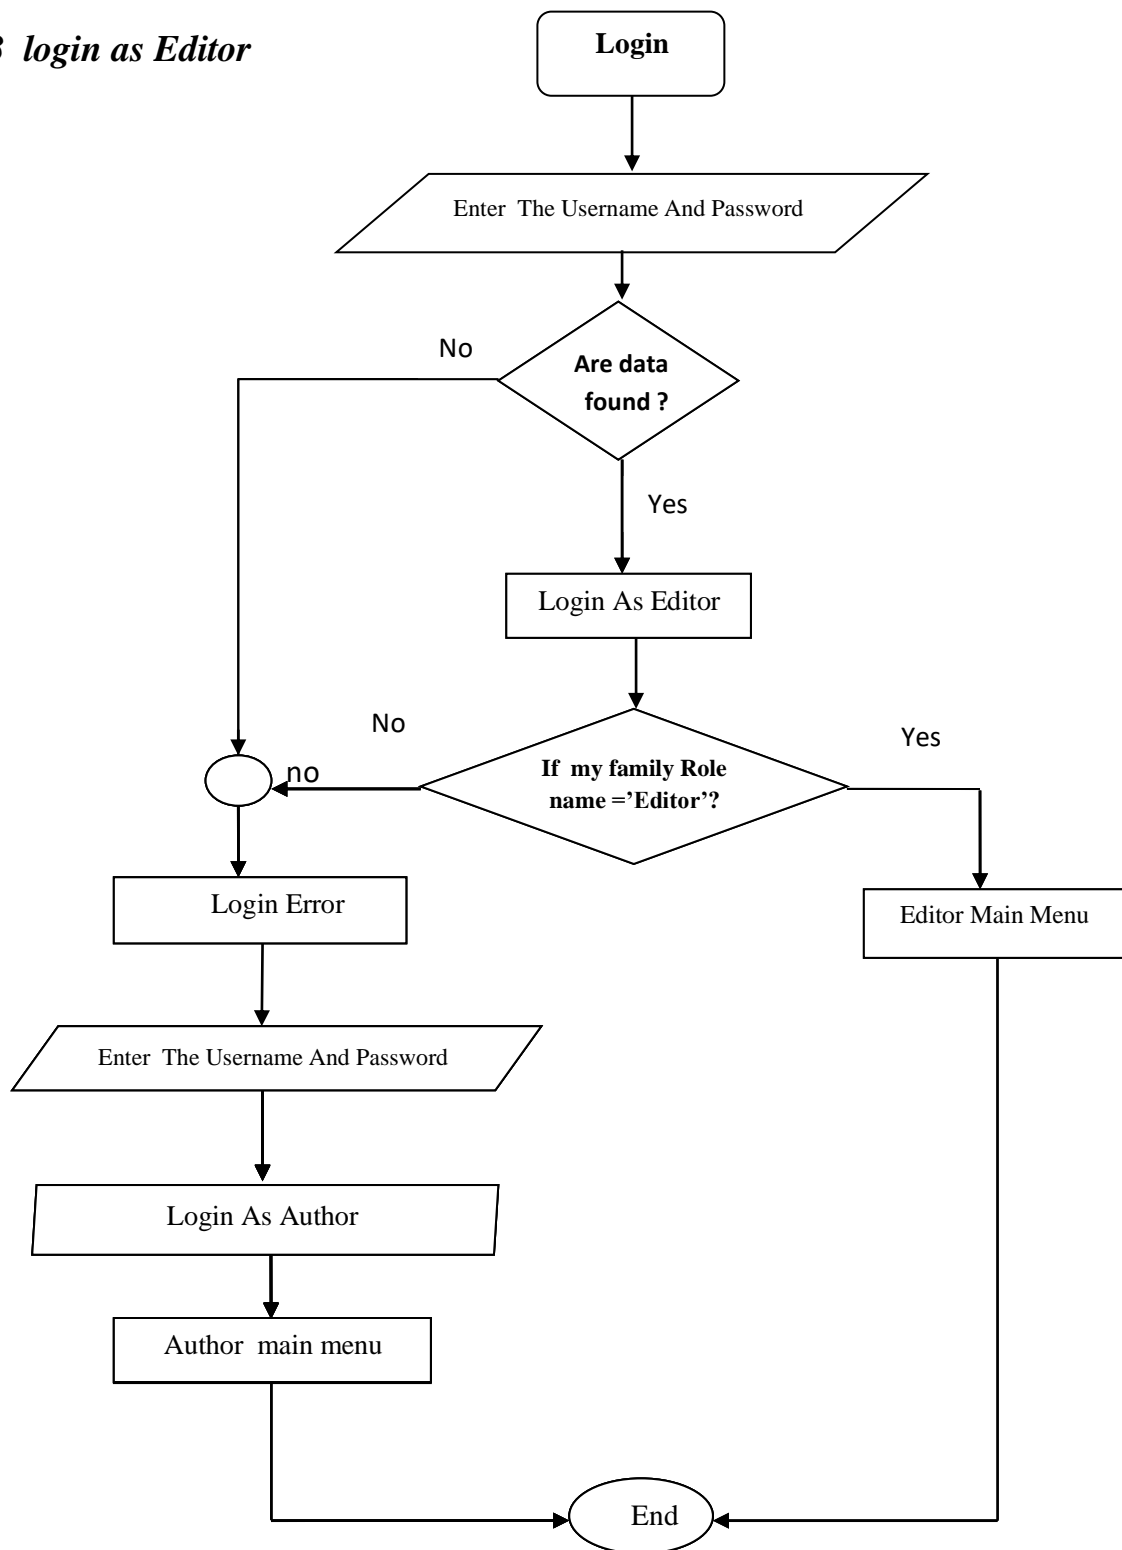 login as Editor
Login
Enter The Username And Password
No
Are data
found ?
Yes
Login As Editor
No
Yes
If my family Role
name =’Editor’?
no
Login Error
Editor Main Menu
Enter The Username And Password
Login As Author
Author main menu
End